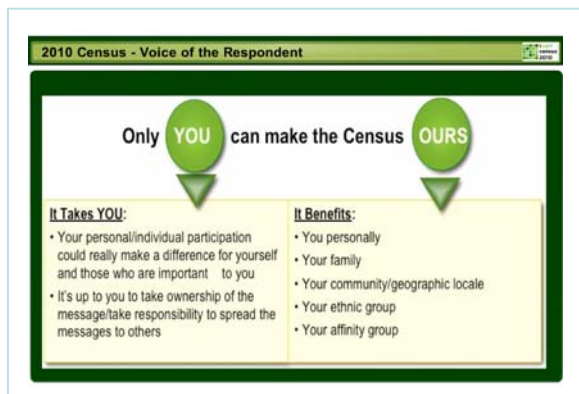 2010 Census - Voice of the Respondent
census
2010
Only YOU can make the Census OURS
It Takes YOU:
• Your personal/individual participation
could really make a difference for yourself
and those who are important to you
• It's up to you to take ownership of the
message/take responsibility to spread the
messages to others
It Benefits:
• You personally
• Your family
• Your community/geographic locale
• Your ethnic group
• Your affinity group